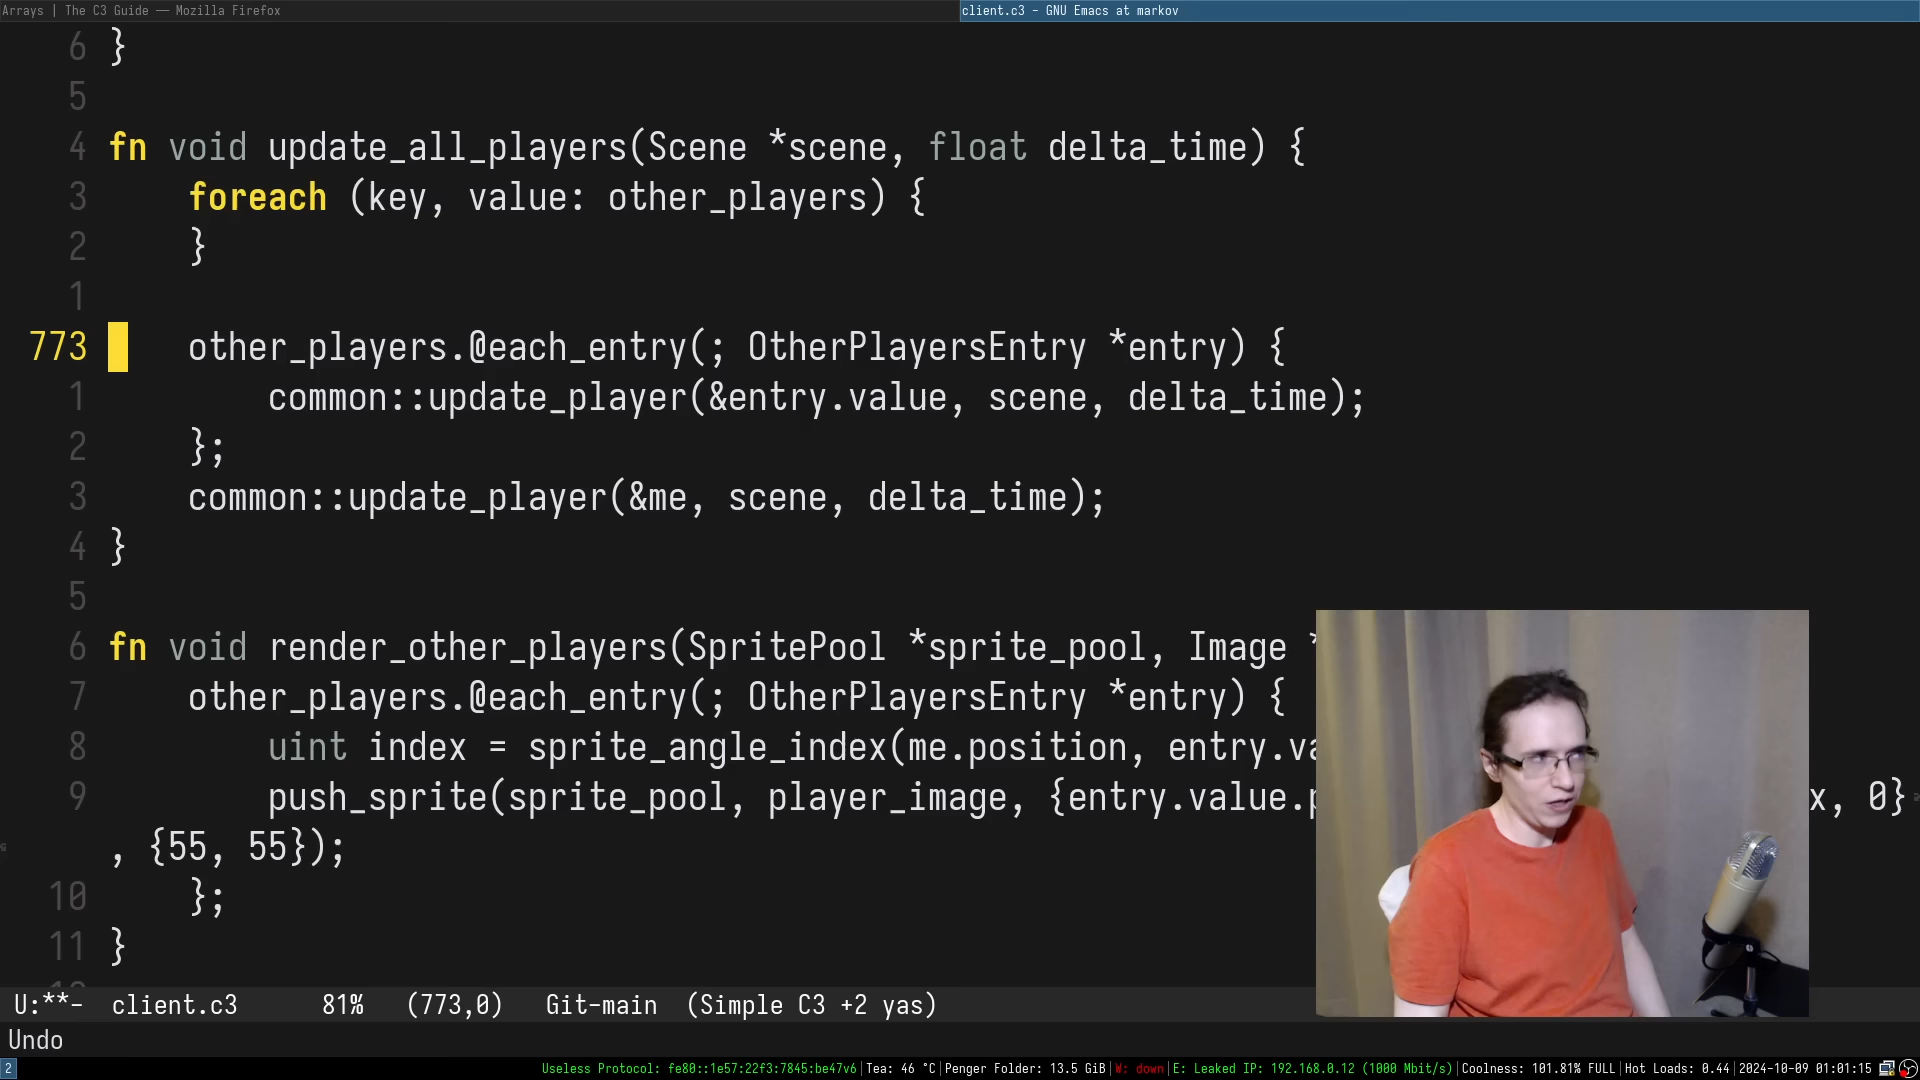 Arrays | The C3 Guide — Mozilla Firefox
client.c3 - GNU Emacs at markov
6 }
5
4 fn void update_all_players(Scene *scene, float delta_time) {
3 foreach (key, value: other_players) {
2 }
1
773 other_players.@each_entry(; OtherPlayersEntry *entry) {
1 common::update_player(&entry.value, scene, delta_time);
2 };
3 common::update_player(&me, scene, delta_time);
4 }
5
6 fn void render_other_players(SpritePool *sprite_pool, Image *
7 other_players.@each_entry(; OtherPlayersEntry *entry) {
8 uint index = sprite_angle_index(me.position, entry.va
9 push_sprite(sprite_pool, player_image, {entry.value.p x, 0}
, {55, 55});
10 };
11 }
U:**- client.c3 81% (773,0) Git-main (Simple C3 +2 yas)
Undo
2 Useless Protocol: fe80::1e57:22f3:7845:be47v6|Tea: 46 °C|Penger Folder: 13.5 GiB|W: down|E: Leaked IP: 192.168.0.12 (1000 Mbit/s)|Coolness: 101.81% FULL|Hot Loads: 0.44|2024-10-09 01:01:15